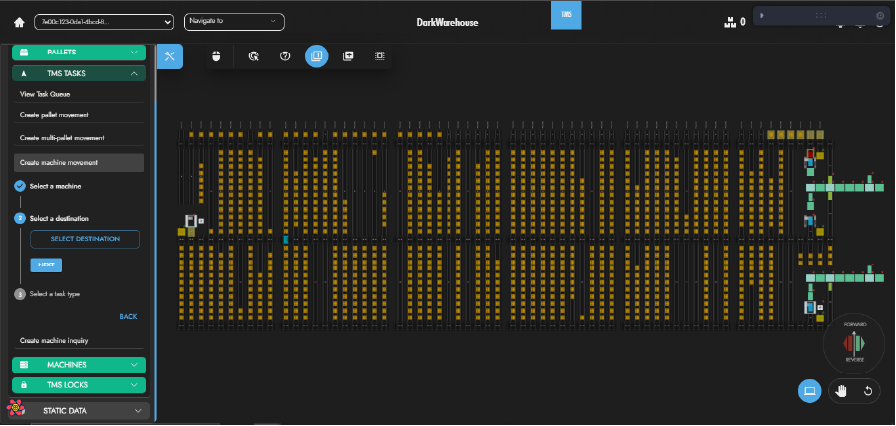 7e00c123-0de1-4bcd-8...
Navigate to
DarkWarehouse
TMS
0
PALLETS
TMS TASKS
View Task Queue
Create pallet movement
Create multi-pallet movement
Create machine movement
Select a machine
2 Select a destination
SELECT DESTINATION
NEXT
3 Select a task type
BACK
Create machine inquiry
MACHINES
TMS LOCKS
STATIC DATA
FORWARD
REVERSE